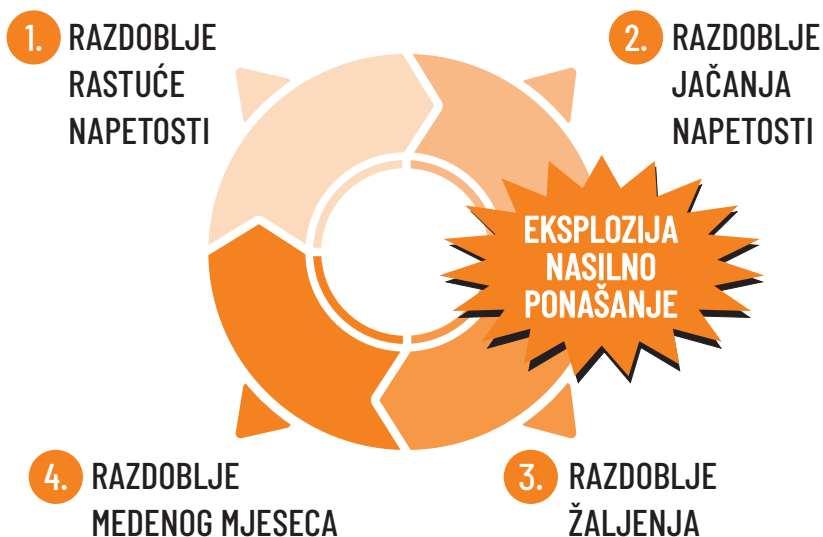 1. RAZDOBLJE
RASTUĆE
NAPETOSTI
2. RAZDOBLJE
JAČANJA
NAPETOSTI
EKSPLOZIJA
NASILNO
PONAŠANJE
3. RAZDOBLJE
ŽALJENJA
4. RAZDOBLJE
MEDENOG MJESECA